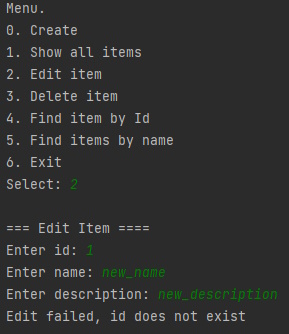 Menu.
0. Create
1. Show all items
2. Edit item
3. Delete item
4. Find item by Id
5. Find items by name
6. Exit
Select: 2
=== Edit Item ====
Enter id: 1
Enter name: new_name
Enter description: new_description
Edit failed, id does not exist